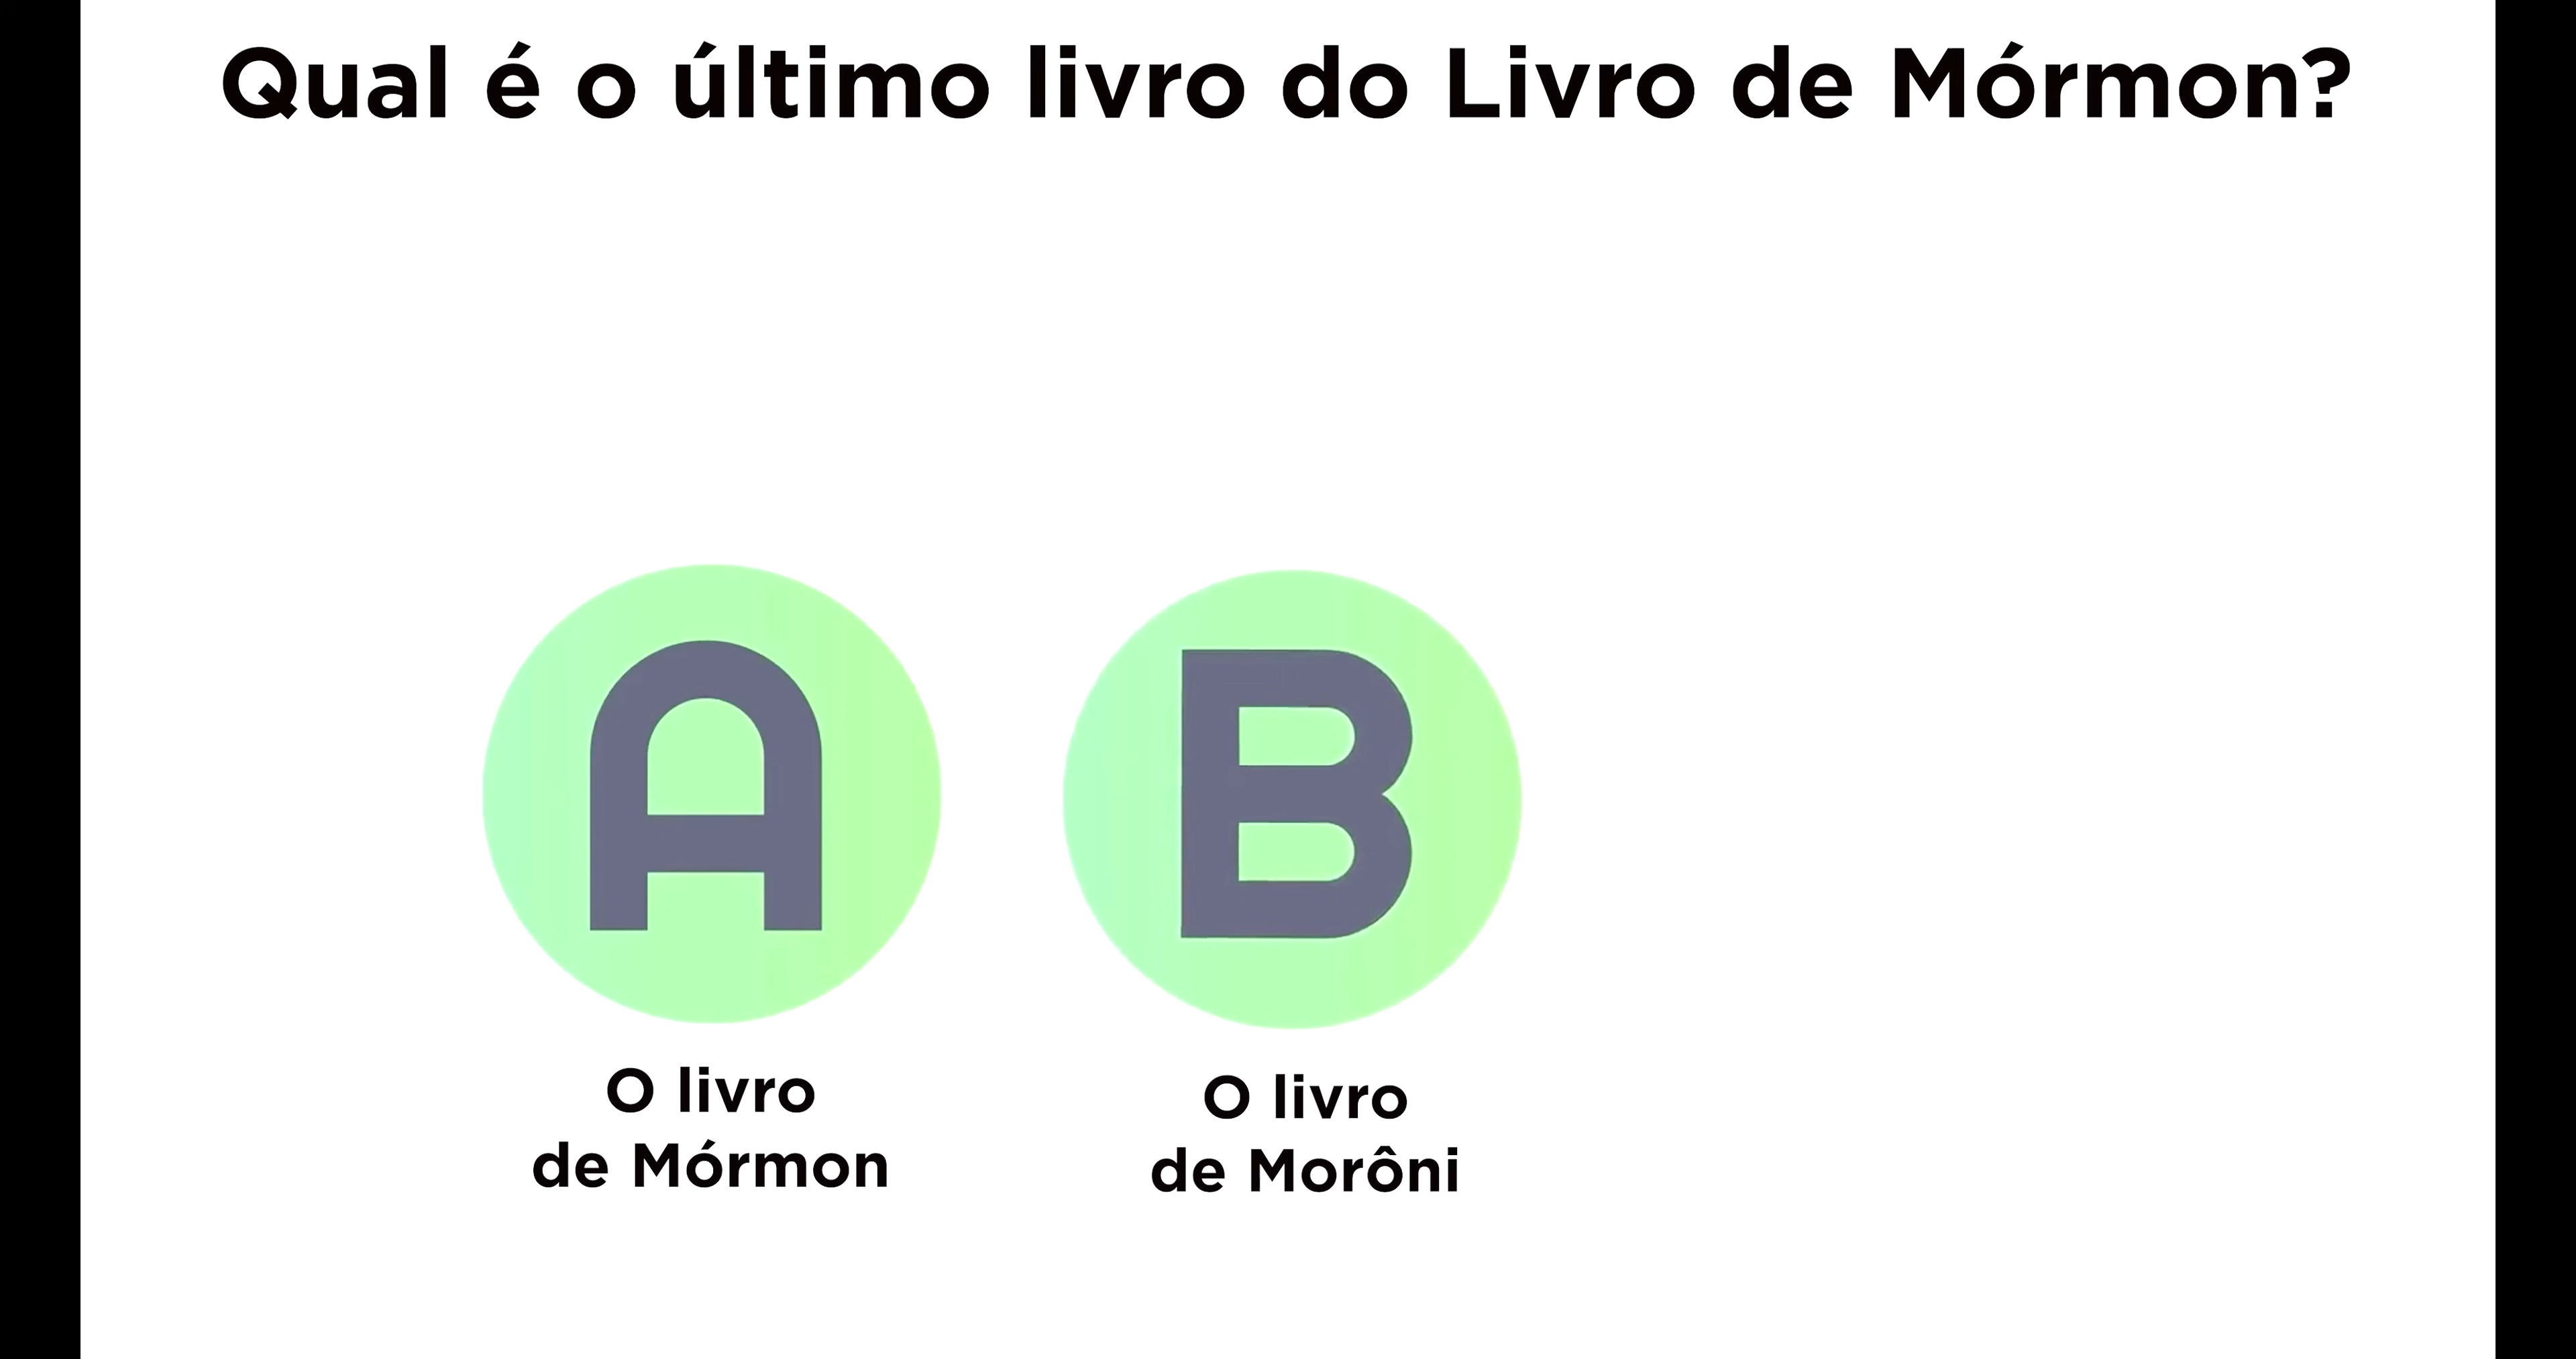 Qual é o último livro do Livro de Mórmon?
A
B
O livro
de Mórmon
O livro
de Morôni